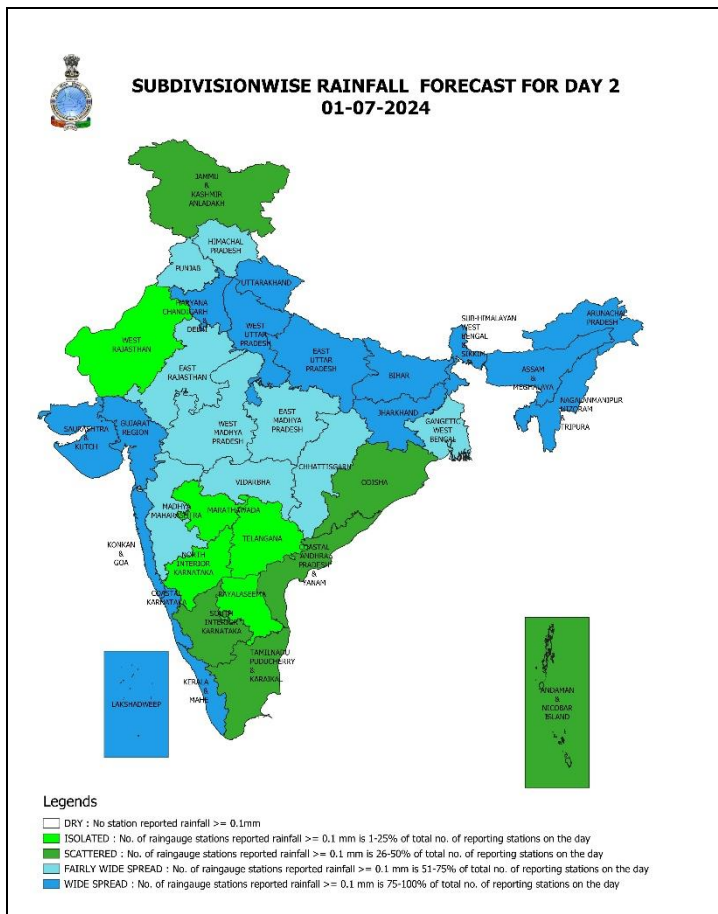 SUBDIVISIONWISE RAINFALL FORECAST FOR DAY 2
01-07-2024
JAMMU
&
KASHMIR
ANLADAKH
HIMACHAL
PRADESH
PUNJAB
UTTARAKHAND
HARYANA
CHANDIGARH
&
DELHI
WEST
RAJASTHAN
WEST
UTTAR
PRADESH
EAST
UTTAR
PRADESH
EAST
RAJASTHAN
BIHAR
SUB-HIMALAYAN
WEST
BENGAL
&
SIKKIM
ARUNACHAL
PRADESH
ASSAM
&
MEGHALAYA
NAGALANMANIPUR
MIZORAM
&
TRIPURA
JHARKHAND
GANGETIC
WEST
BENGAL
SAURASHTRA
&
KUTCH
GUJARAT
REGION
WEST
MADHYA
PRADESH
EAST
MADHYA
PRADESH
CHHATTISGARH
VIDARBHA
ODISHA
MADHYA
MAHARASHTRA
MARATHAWADA
TELANGANA
KONKAN
&
GOA
NORTH
INTERIOR
KARNATAKA
COASTAL
ANDHRA
PRADESH
&
YANAM
COASTAL
KARNATAKA
RAYALASEEMA
SOUTH
INTERIOR
KARNATAKA
TAMILNADU
PUDUCHERRY
&
KARAIKAL
KERALA
&
MAHE
LAKSHADWEEP
ANDAMAN
&
NICOBAR
ISLAND
Legends
DRY : No station reported rainfall >= 0.1mm
ISOLATED : No. of raingauge stations reported rainfall >= 0.1 mm is 1-25% of total no. of reporting stations on the day
SCATTERED : No. of raingauge stations reported rainfall >= 0.1 mm is 26-50% of total no. of reporting stations on the day
FAIRLY WIDE SPREAD : No. of raingauge stations reported rainfall >= 0.1 mm is 51-75% of total no. of reporting stations on the day
WIDE SPREAD : No. of raingauge stations reported rainfall >= 0.1 mm is 75-100% of total no. of reporting stations on the day